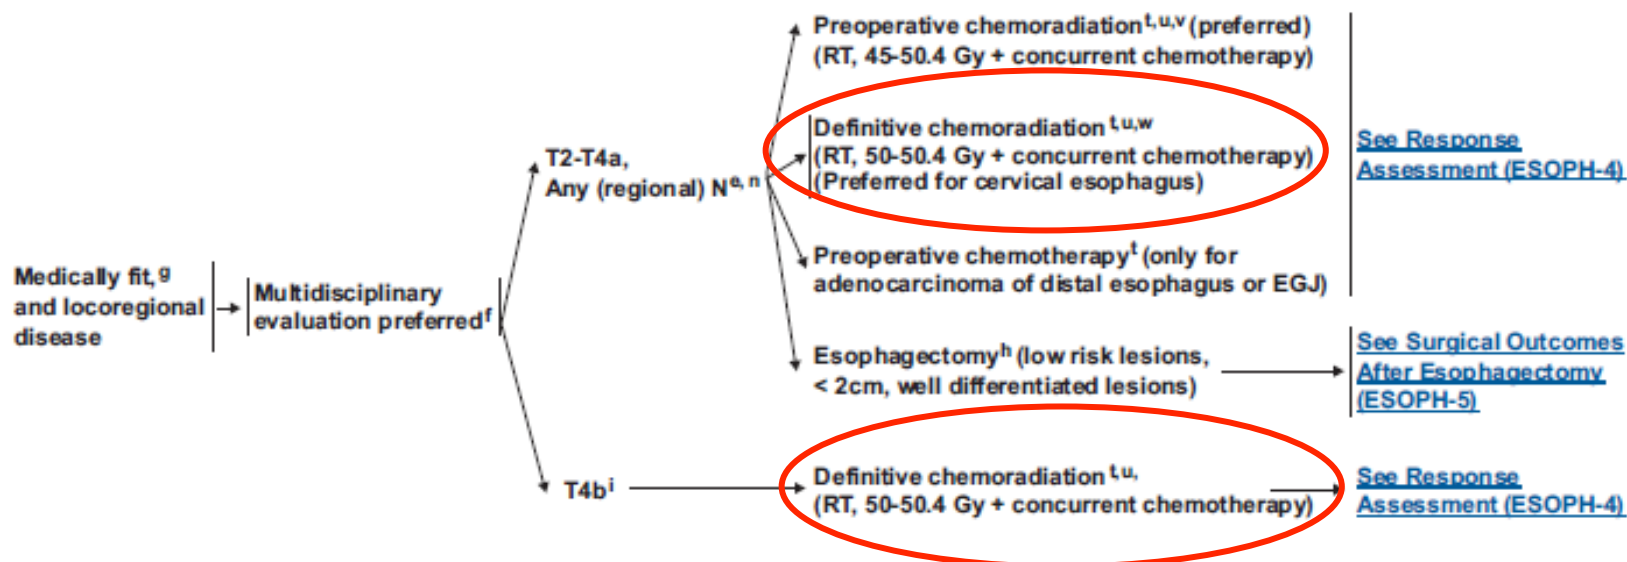 Medically fit,g
and locoregional
disease
Multidisciplinary
evaluation preferredf
T2-T4a,
Any (regional) Ne, n
Preoperative chemoradiationt,u,v (preferred)
(RT, 45-50.4 Gy + concurrent chemotherapy)
Definitive chemoradiation t,u,w
(RT, 50-50.4 Gy + concurrent chemotherapy)
(Preferred for cervical esophagus)
Preoperative chemotherapyt (only for
adenocarcinoma of distal esophagus or EGJ)
See Response
Assessment (ESOPH-4)
Esophagectomyh (low risk lesions,
< 2cm, well differentiated lesions)
See Surgical Outcomes
After Esophagectomy
(ESOPH-5)
T4bi
Definitive chemoradiation t,u,
(RT, 50-50.4 Gy + concurrent chemotherapy)
See Response
Assessment (ESOPH-4)